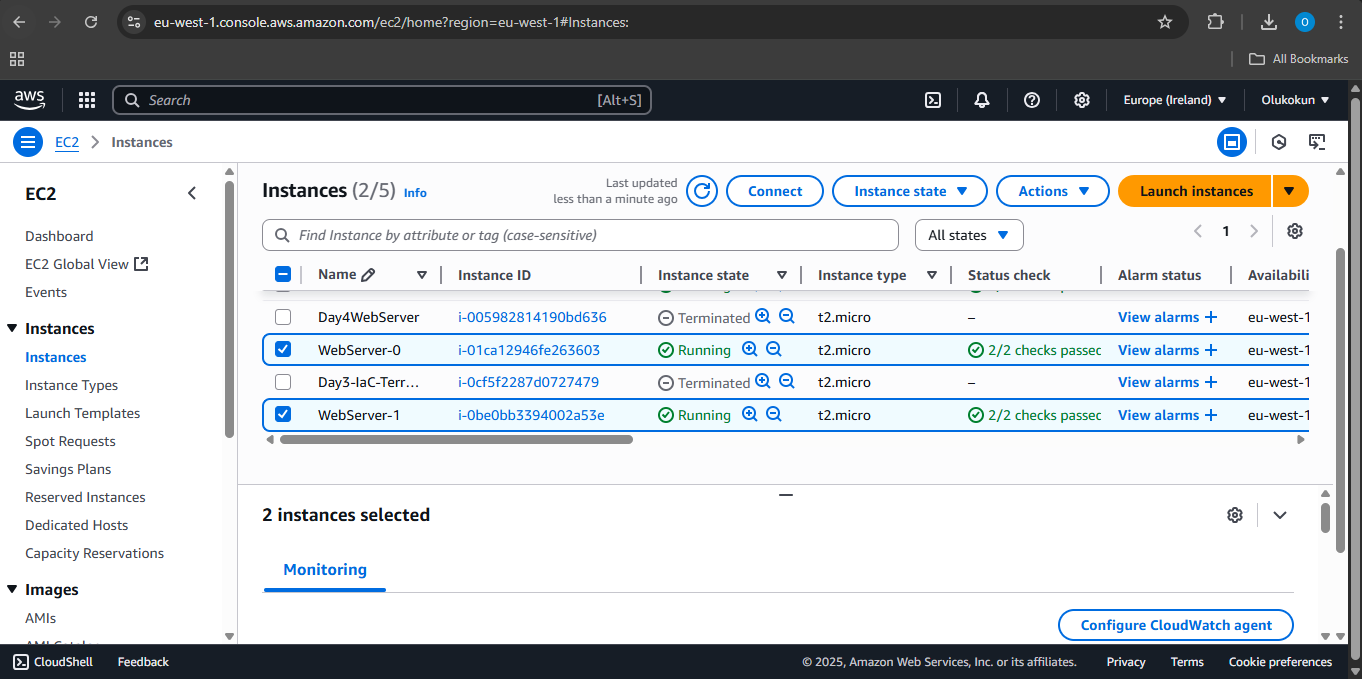 eu-west-1.console.aws.amazon.com/ec2/home?region=eu-west-1#Instances:
O
All Bookmarks
aws
Search
[Alt+S]
Europe (Ireland)
Olukokun
EC2
Instances
EC2
Dashboard
EC2 Global View
Events
Instances
Instances
Instance Types
Launch Templates
Spot Requests
Savings Plans
Reserved Instances
Dedicated Hosts
Capacity Reservations
Images
AMIs
Instances (2/5) Info
Last updated
less than a minute ago
Connect
Instance state
Actions
Launch instances
Find Instance by attribute or tag (case-sensitive)
All states
1
Name Instance ID Instance state Instance type Status check Alarm status Availabili
Day4WebServer i-005982814190bd636 Terminated t2.micro – View alarms + eu-west-1
WebServer-0 i-01ca12946fe263603 Running t2.micro 2/2 checks passec View alarms + eu-west-1
Day3-IaC-Terr... i-0cf5f2287d0727479 Terminated t2.micro – View alarms + eu-west-1
WebServer-1 i-0be0bb3394002a53e Running t2.micro 2/2 checks passec View alarms + eu-west-1
2 instances selected
Monitoring
Configure CloudWatch agent
CloudShell
Feedback
© 2025, Amazon Web Services, Inc. or its affiliates.
Privacy
Terms
Cookie preferences